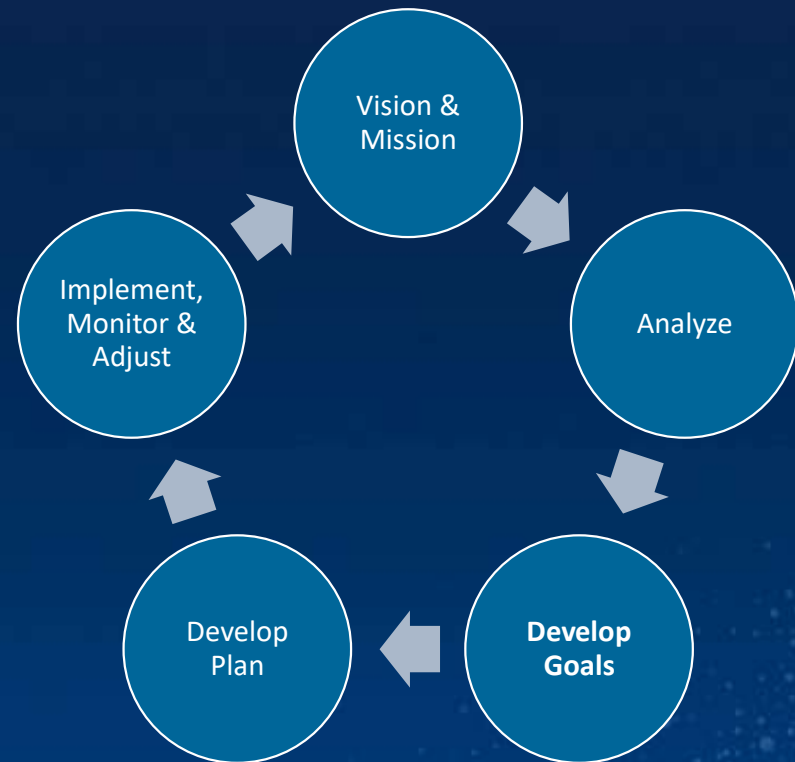 Vision &
Mission
Analyze
Develop
Goals
Develop
Plan
Implement,
Monitor &
Adjust